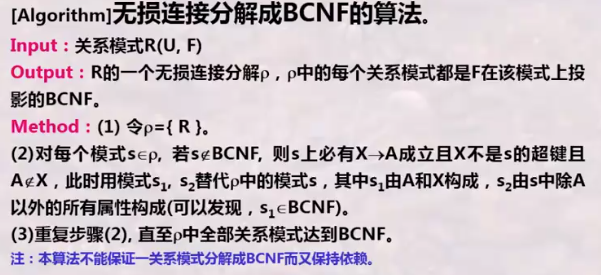 [Algorithm]无损连接分解成BCNF的算法。
Input：关系模式R(U, F)
Output：R的一个无损连接分解ρ，ρ中的每个关系模式都是F在该模式上投
影的BCNF。
Method：(1) 令ρ={ R }。
(2)对每个模式s∈ρ, 若s∉BCNF, 则s上必有X→A成立且X不是s的超键且
A∉X，此时用模式s₁, s₂替代ρ中的模式s，其中s₁由A和X构成，s₂由s中除A
以外的所有属性构成(可以发现，s₁∈BCNF)。
(3)重复步骤(2), 直至ρ中全部关系模式达到BCNF。
注：本算法不能保证一关系模式分解成BCNF而又保持依赖。